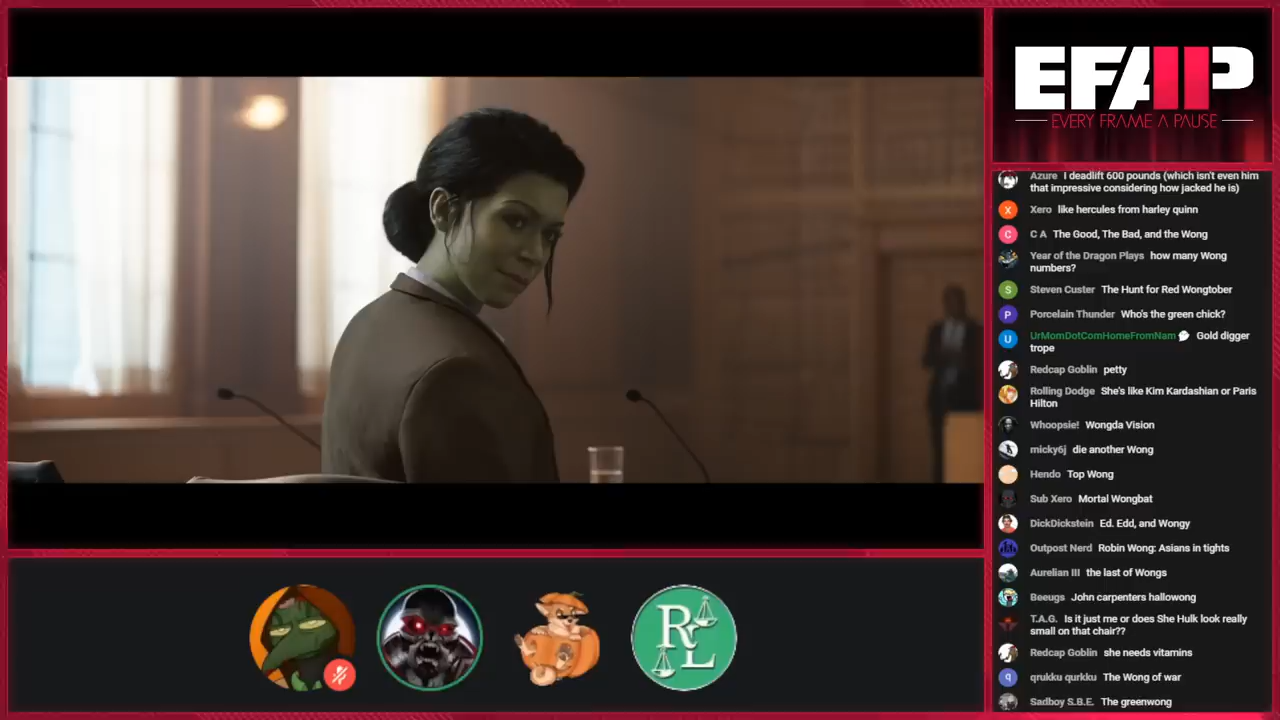 EFAP
EVERY FRAME A PAUSE
Azure I deadlift 600 pounds (which isn't even him
that impressive considering how jacked he is)
X Xero like hercules from harley quinn
C C A The Good, The Bad, and the Wong
Year of the Dragon Plays how many Wong
numbers?
S Steven Custer The Hunt for Red Wongtober
P Porcelain Thunder Who's the green chick?
U UrMomDotComHomeFromNam Gold digger
trope
Redcap Goblin petty
Rolling Dodge She's like Kim Kardashian or Paris
Hilton
Whoopsie! Wongda Vision
micky6j die another Wong
Hendo Top Wong
Sub Xero Mortal Wongbat
DickDickstein Ed. Edd, and Wongy
Outpost Nerd Robin Wong: Asians in tights
Aurelian III the last of Wongs
Beeugs John carpenters hallowong
T.A.G. Is it just me or does She Hulk look really
small on that chair??
Redcap Goblin she needs vitamins
q qrukku qurkku The Wong of war
Sadboy S.B.E. The greenwong
RL